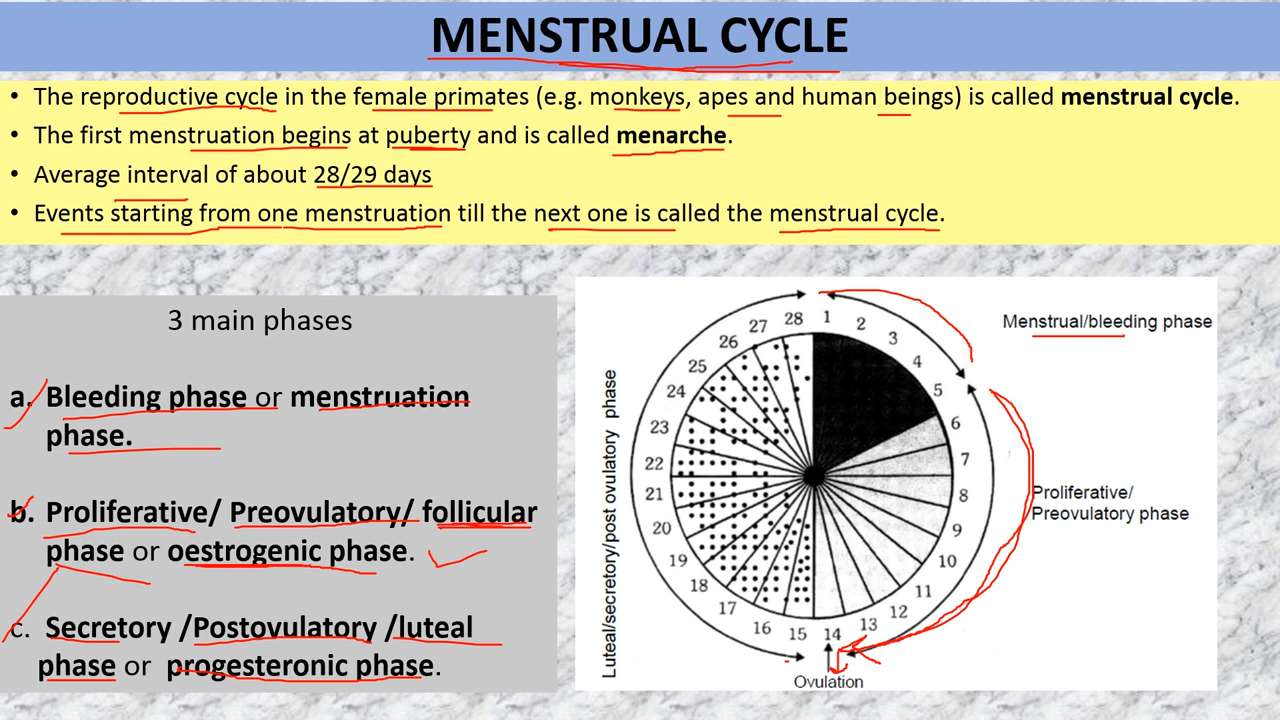 MENSTRUAL CYCLE
• The reproductive cycle in the female primates (e.g. monkeys, apes and human beings) is called menstrual cycle.
• The first menstruation begins at puberty and is called menarche.
• Average interval of about 28/29 days
• Events starting from one menstruation till the next one is called the menstrual cycle.
3 main phases
a. Bleeding phase or menstruation
phase.
b. Proliferative/ Preovulatory/ follicular
phase or oestrogenic phase.
c. Secretory /Postovulatory /luteal
phase or progesteronic phase.
Luteal/secretory/post ovulatory phase
1
2
3
4
5
6
7
8
9
10
11
12
13
14
15
16
17
18
19
20
21
22
23
24
25
26
27
28
Menstrual/bleeding phase
Proliferative/
Preovulatory phase
Ovulation